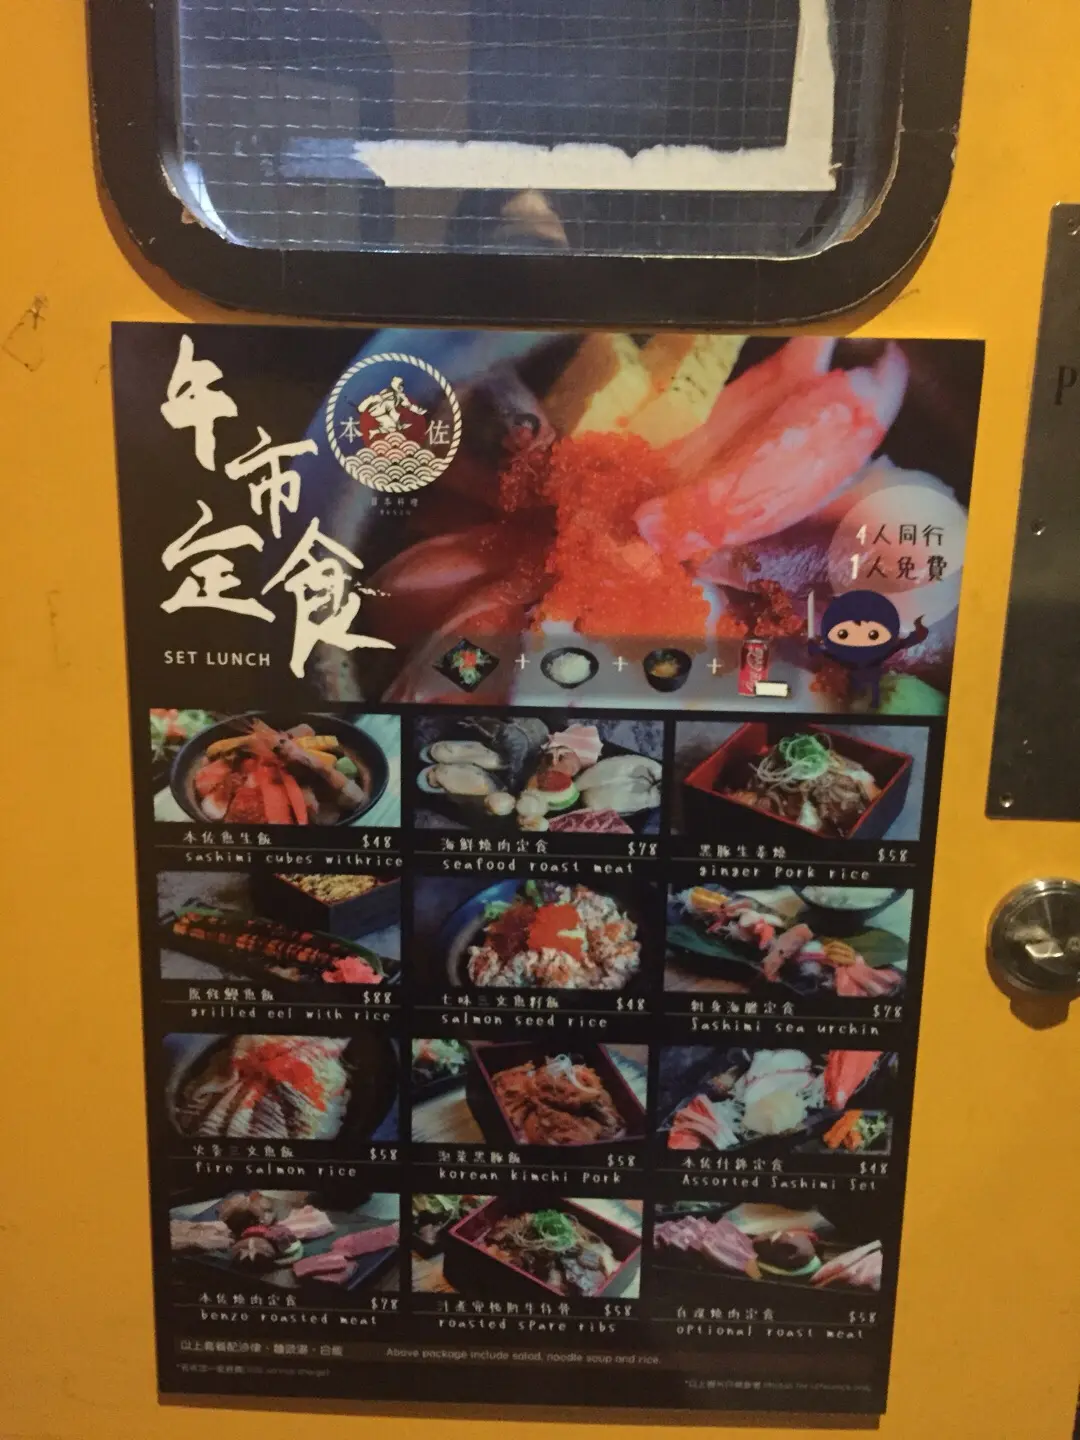 午市
定食
SET LUNCH
本 佐
日本料理
4人同行
1人免費
本佐魚生飯 $48
sashimi cubes withrice
海鮮燒肉定食 $78
seafood roast meat
黑豚生姜燒 $58
ginger Pork rice
鰻魚飯 $88
grilled eel with rice
七味三文魚籽飯 $48
salmon seed rice
刺身海膽定食 $78
Sashimi sea urchin
火炙三文魚飯 $58
fire salmon rice
泡菜黑豚飯 $58
korean kimchi Pork
本佐什錦定食 $48
Assorted Sashimi Set
本佐燒肉定食 $78
benzo roasted meat
$58
roasted spare ribs
自選燒肉定食 $58
optional roast meat
以上套餐配沙律、麵豉湯、白飯
Above package include salad, noodle soup and rice.
P